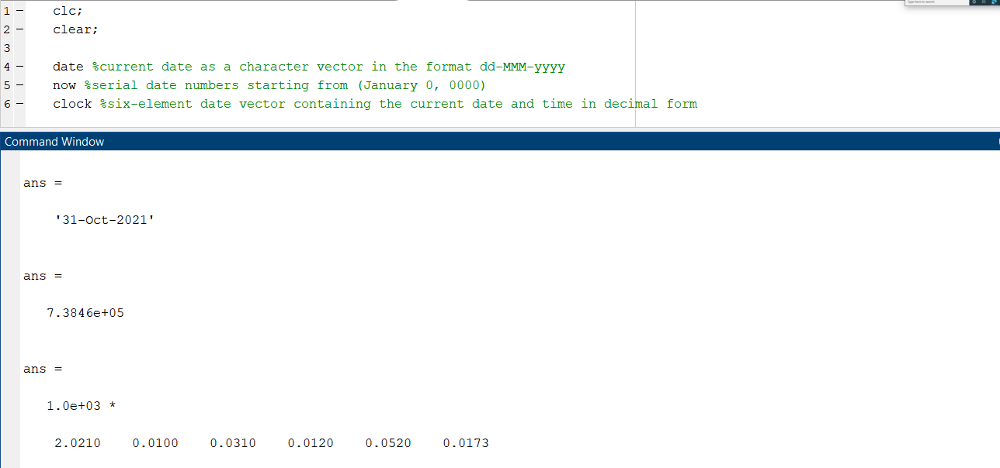 1 – clc;
2 – clear;
3
4 – date %current date as a character vector in the format dd-MMM-yyyy
5 – now %serial date numbers starting from (January 0, 0000)
6 – clock %six-element date vector containing the current date and time in decimal form
Command Window
ans =
'31-Oct-2021'
ans =
7.3846e+05
ans =
1.0e+03 *
2.0210 0.0100 0.0310 0.0120 0.0520 0.0173